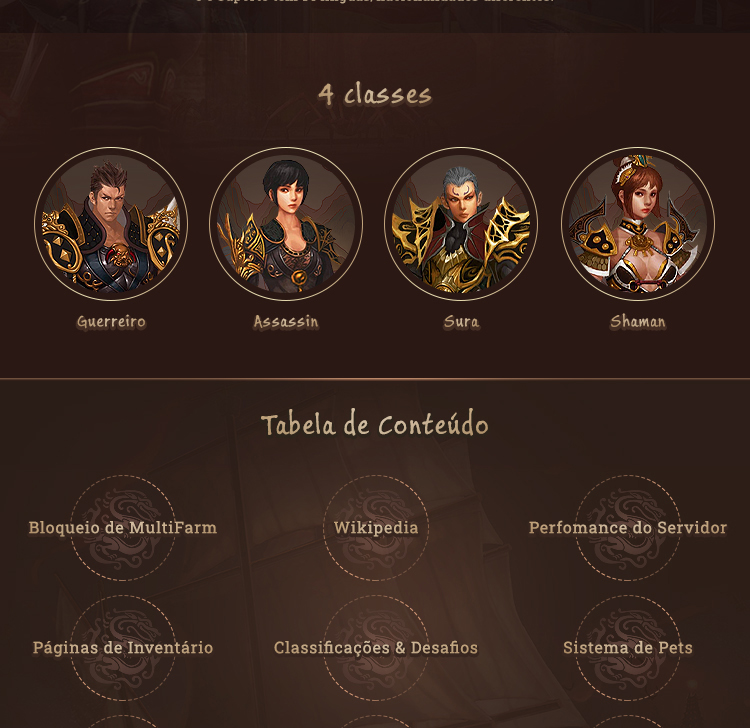 4 classes
Guerreiro Assassin Sura Shaman
Tabela de Conteúdo
Bloqueio de MultiFarm Wikipedia Perfomance do Servidor
Páginas de Inventário Classificações & Desafios Sistema de Pets